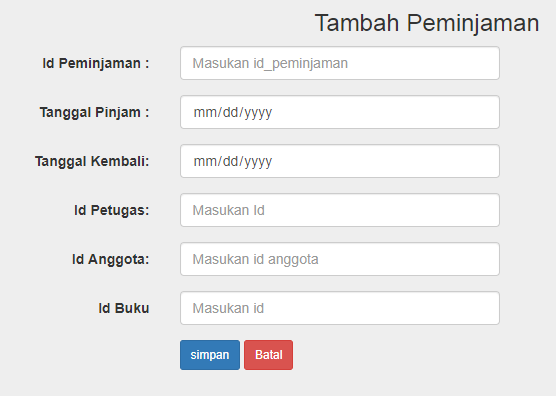 Tambah Peminjaman
Id Peminjaman : Masukan id_peminjaman
Tanggal Pinjam : mm/dd/yyyy
Tanggal Kembali: mm/dd/yyyy
Id Petugas: Masukan Id
Id Anggota: Masukan id anggota
Id Buku Masukan id
simpan Batal